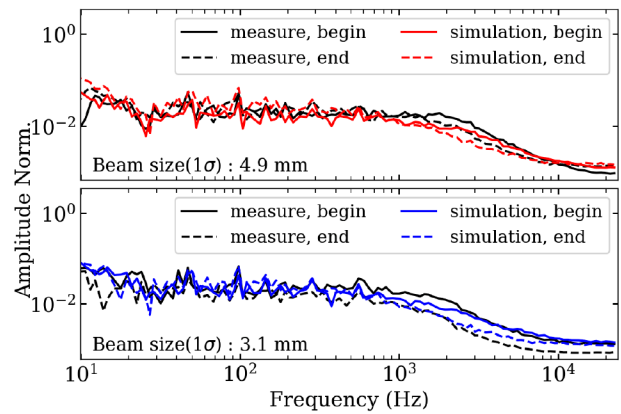 10⁰
10⁻²
measure, begin
measure, end
simulation, begin
simulation, end
Beam size(1σ) : 4.9 mm
Amplitude Norm.
10⁰
10⁻²
measure, begin
measure, end
simulation, begin
simulation, end
Beam size(1σ) : 3.1 mm
10¹ 10² 10³ 10⁴
Frequency (Hz)